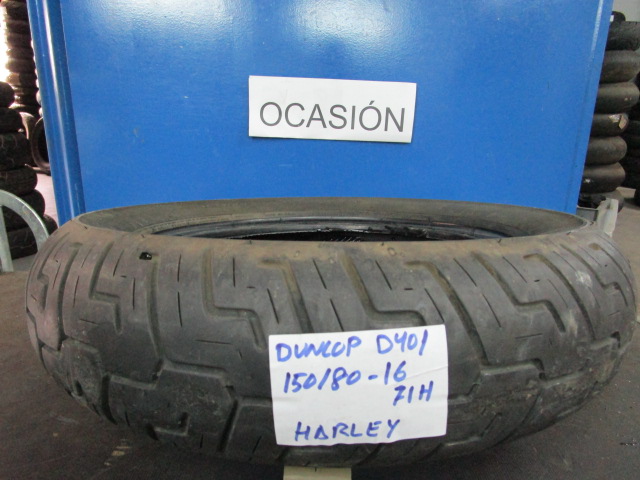 OCASIÓN
DUNLOP D401
150/80-16
71H
HARLEY